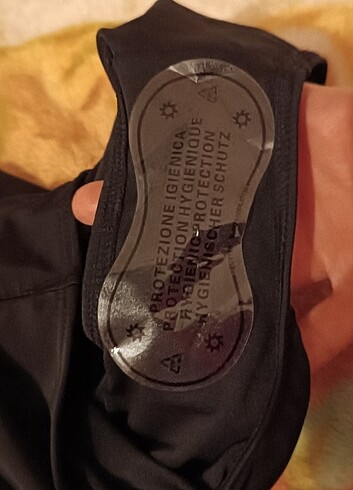 PROTEZIONE IGIENICA
PROTECTION HYGIENIQUE
HYGIENIC PROTECTION
HYGIENISCHER SCHUTZ